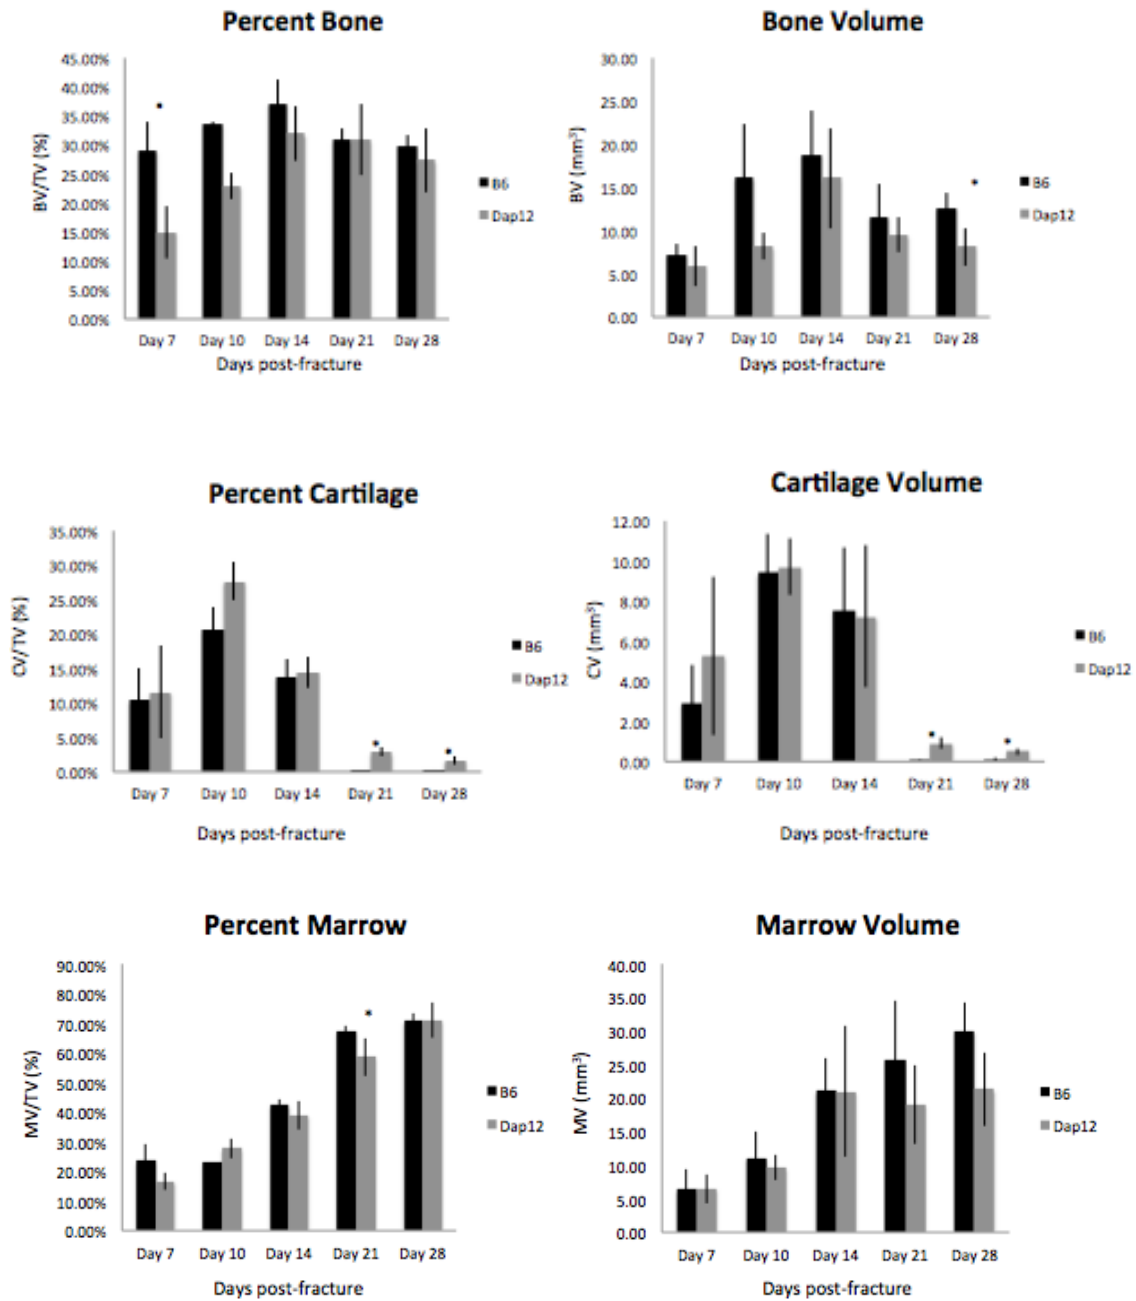 Percent Bone
45.00%
40.00%
35.00%
30.00%
25.00%
20.00%
15.00%
10.00%
5.00%
0.00%
BV/TV (%)
*
B6
Dap12
Day 7 Day 10 Day 14 Day 21 Day 28
Days post-fracture
Bone Volume
30.00
25.00
20.00
15.00
10.00
5.00
0.00
BV (mm³)
*
B6
Dap12
Day 7 Day 10 Day 14 Day 21 Day 28
Days post-fracture
Percent Cartilage
35.00%
30.00%
25.00%
20.00%
15.00%
10.00%
5.00%
0.00%
CV/TV (%)
* *
B6
Dap12
Day 7 Day 10 Day 14 Day 21 Day 28
Days post-fracture
Cartilage Volume
12.00
10.00
8.00
6.00
4.00
2.00
0.00
CV (mm³)
* *
B6
Dap12
Day 7 Day 10 Day 14 Day 21 Day 28
Days post-fracture
Percent Marrow
90.00%
80.00%
70.00%
60.00%
50.00%
40.00%
30.00%
20.00%
10.00%
0.00%
MV/TV (%)
*
B6
Dap12
Day 7 Day 10 Day 14 Day 21 Day 28
Days post-fracture
Marrow Volume
40.00
35.00
30.00
25.00
20.00
15.00
10.00
5.00
0.00
MV (mm³)
B6
Dap12
Day 7 Day 10 Day 14 Day 21 Day 28
Days post-fracture